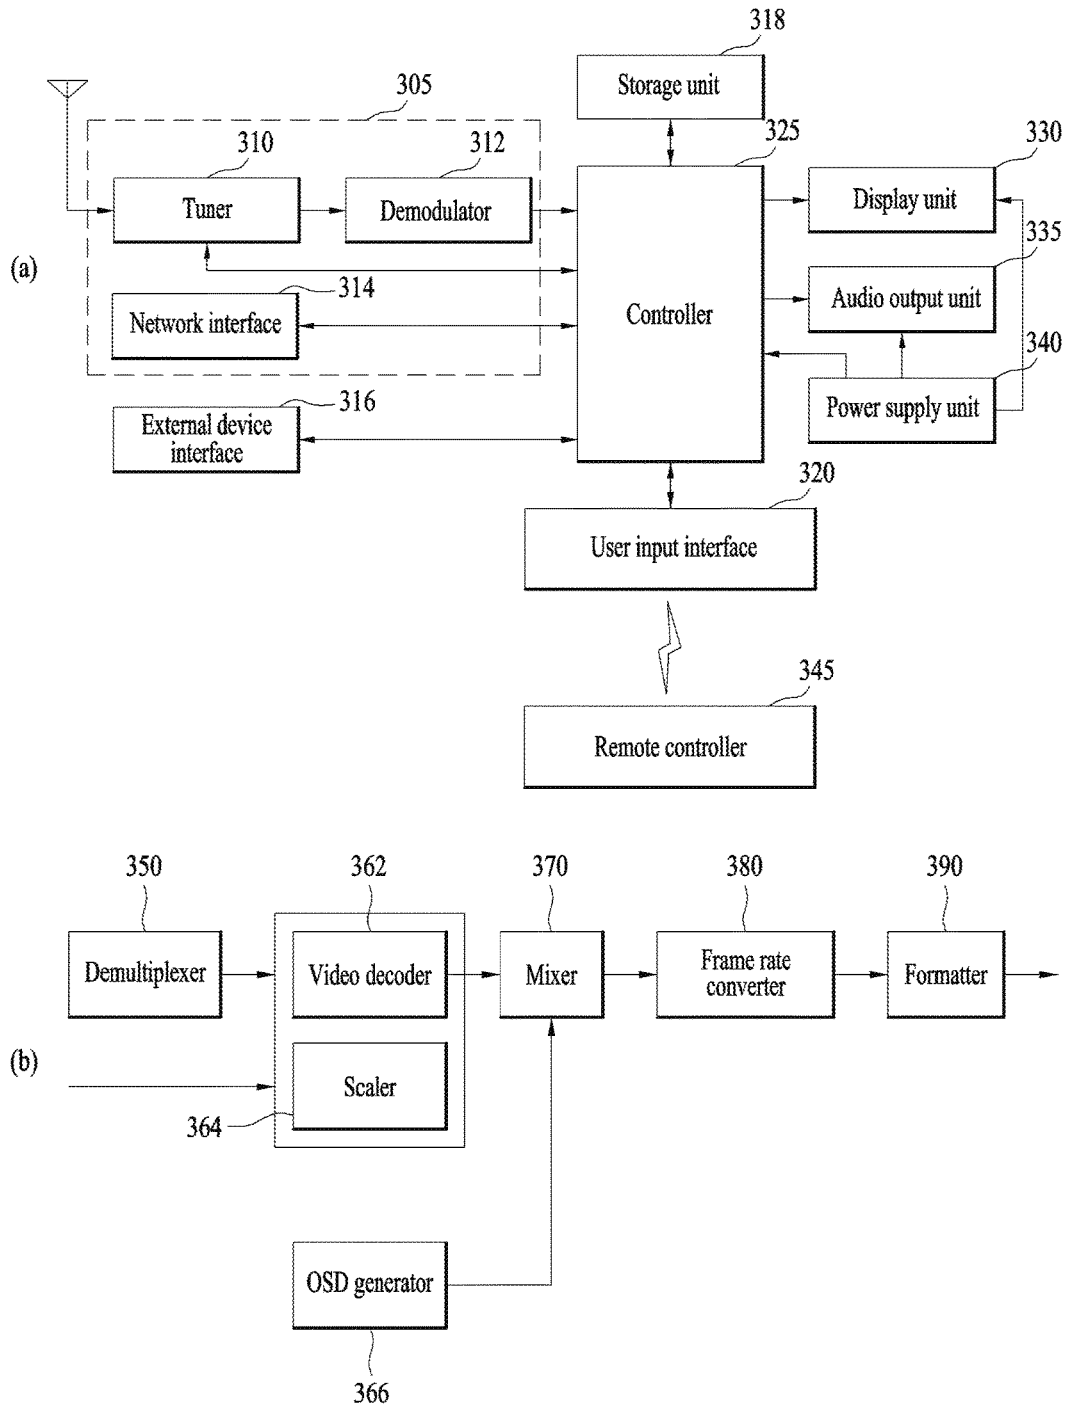 318
Storage unit
305
310
312
325
330
Tuner
Demodulator
Display unit
(a)
335
314
Network interface
Controller
Audio output unit
340
316
External device
interface
Power supply unit
320
User input interface
345
Remote controller
350
362
370
380
390
Demultiplexer
Video decoder
Mixer
Frame rate
converter
Formatter
(b)
Scaler
364
OSD generator
366